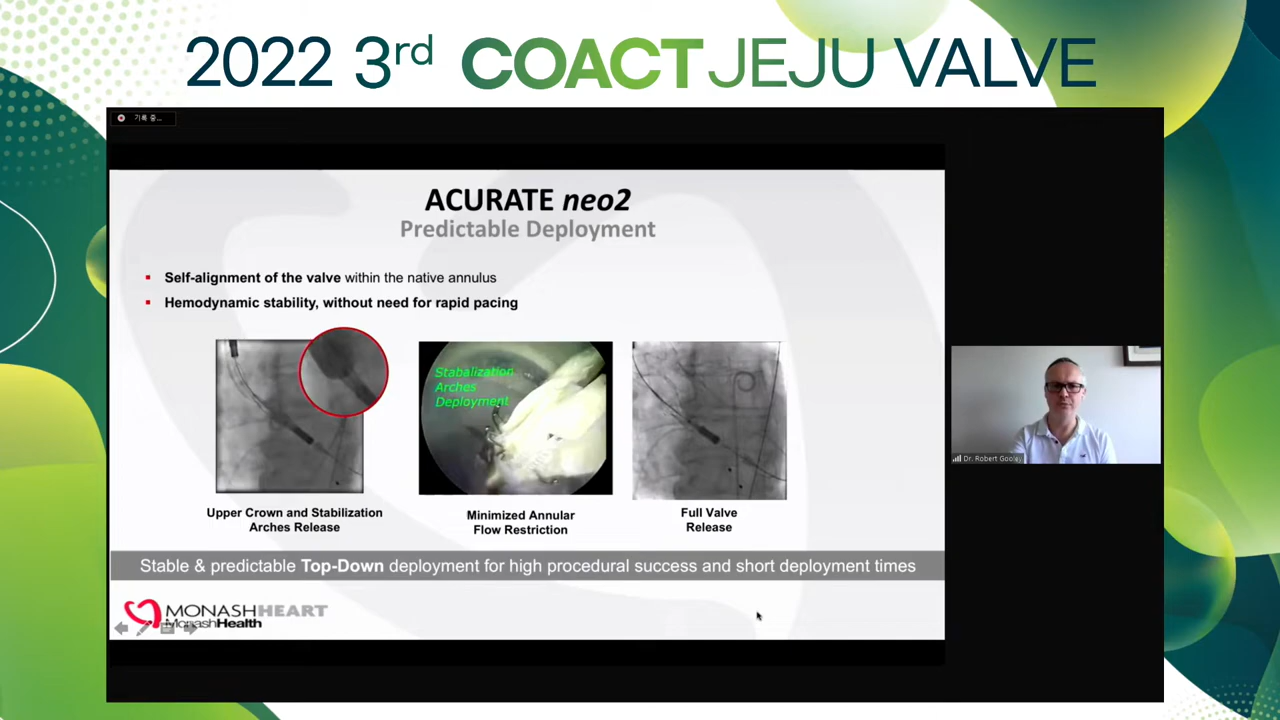 2022 3rd COACT JEJU VALVE
기록 중...
ACURATE neo2
Predictable Deployment
▪ Self-alignment of the valve within the native annulus
▪ Hemodynamic stability, without need for rapid pacing
Stabalization
Arches
Deployment
Upper Crown and Stabilization
Arches Release
Minimized Annular
Flow Restriction
Full Valve
Release
Stable & predictable Top-Down deployment for high procedural success and short deployment times
MONASHHEART
MonashHealth
Dr. Robert Gooley